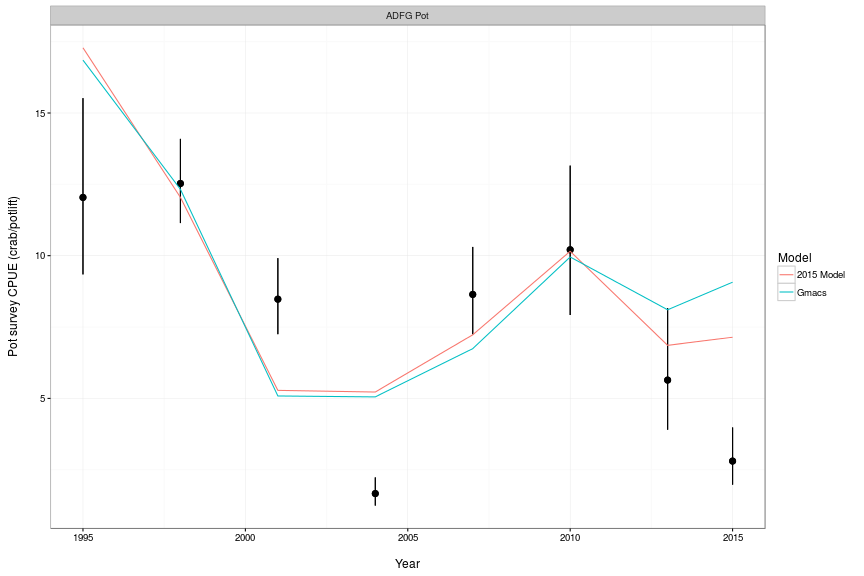 ADFG Pot
Pot survey CPUE (crab/potlift)
15
10
5
1995
2000
2005
2010
2015
Year
Model
2015 Model
Gmacs